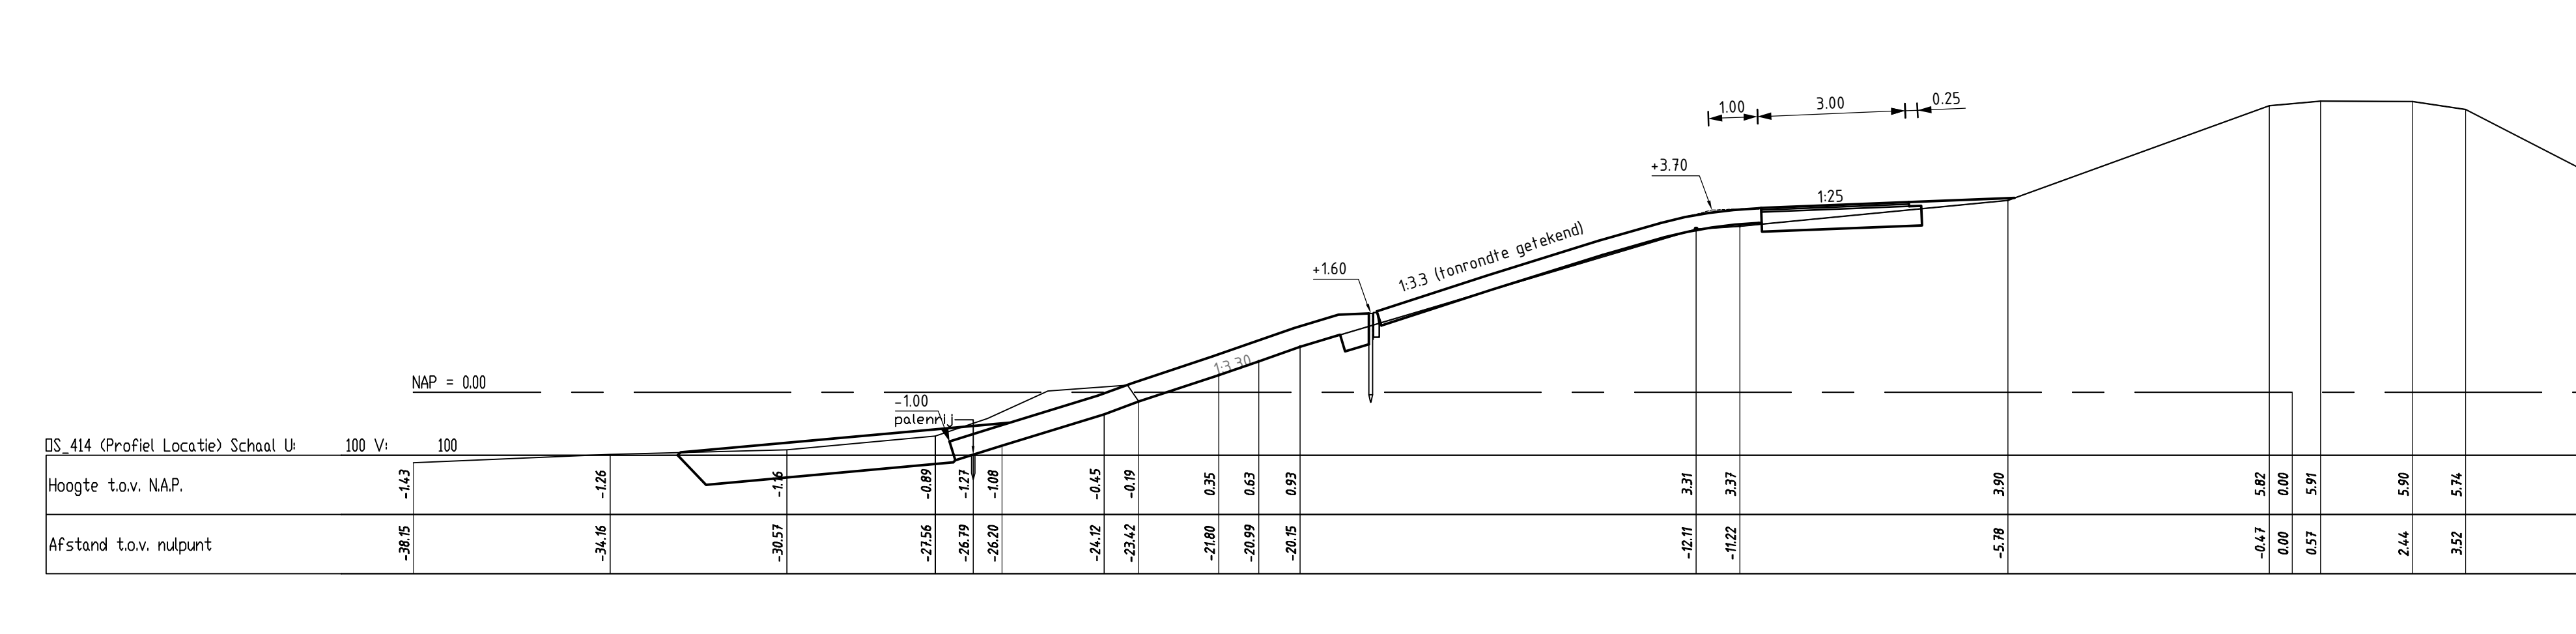 1.00 3.00 0.25
+3.70
1:25
1:3.3 (tonrondte getekend)
+1.60
1:3.30
NAP = 0.00
-1.00
palenrij
S_414 (Profiel Locatie) Schaal U: 100 V: 100
Hoogte t.o.v. N.A.P. -1.43 -1.26 -1.16 -0.89 -1.27 -1.08 -0.45 -0.19 0.35 0.63 0.93 3.31 3.37 3.90 5.82 0.00 5.91 5.90 5.74
Afstand t.o.v. nulpunt -38.15 -34.16 -30.57 -27.56 -26.79 -26.20 -24.12 -23.42 -21.80 -20.99 -20.15 -12.11 -11.22 -5.78 -0.47 0.00 0.57 2.44 3.52